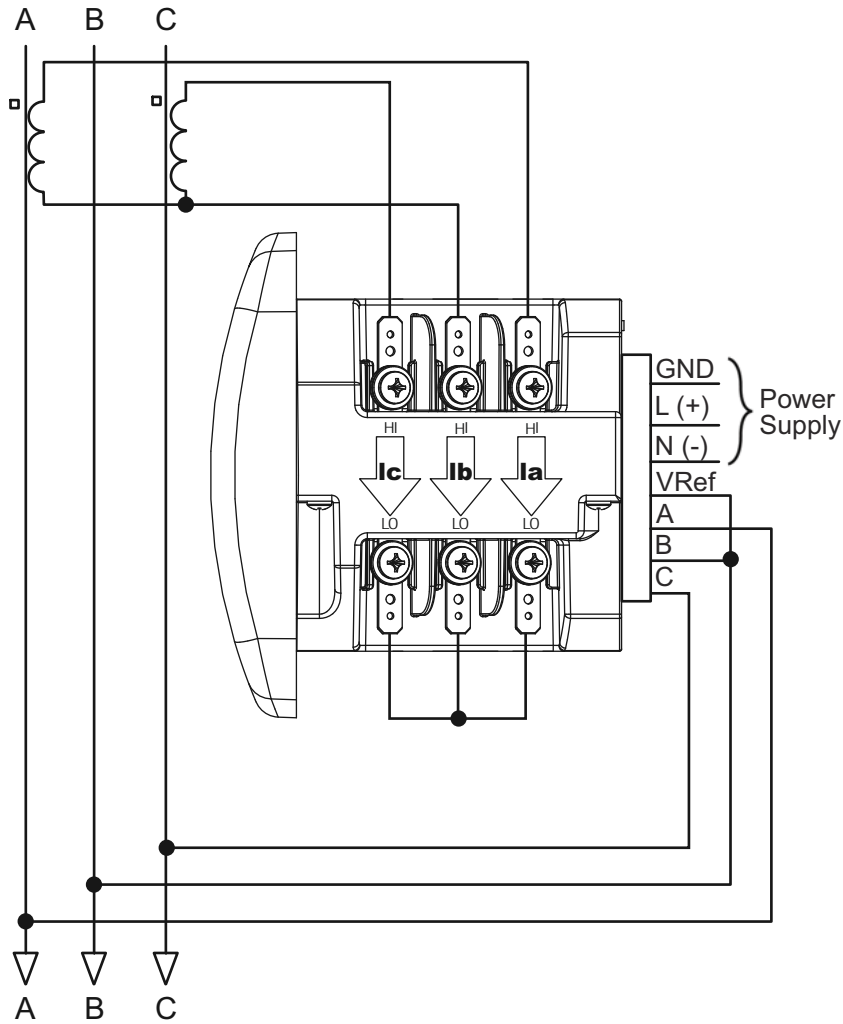 A B C
GND
L (+)
N (-)
Power
Supply
HI HI HI
Ic Ib Ia
LO LO LO
VRef
A
B
C
A B C